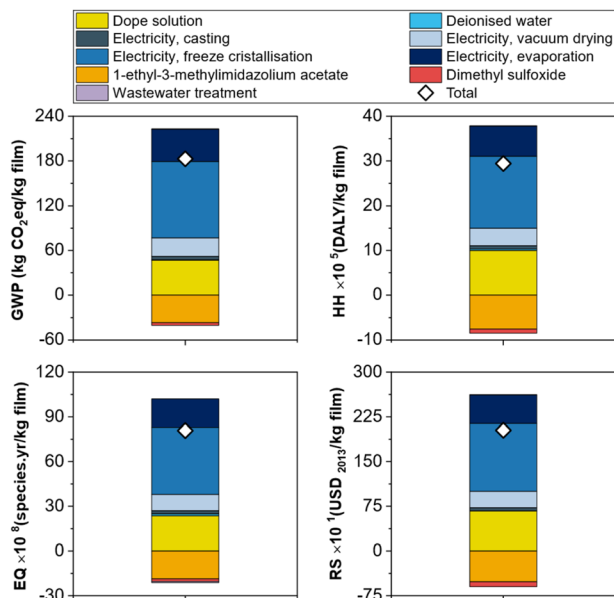 Dope solution
Deionised water
Electricity, casting
Electricity, vacuum drying
Electricity, freeze cristallisation
Electricity, evaporation
1-ethyl-3-methylimidazolium acetate
Dimethyl sulfoxide
Wastewater treatment
Total
GWP (kg CO2eq/kg film)
240
180
120
60
0
-60
HH ×10 5(DALY/kg film)
40
30
20
10
0
-10
EQ ×10 8(species.yr/kg film)
120
90
60
30
0
-30
RS ×10 1(USD 2013/kg film)
300
225
150
75
0
-75